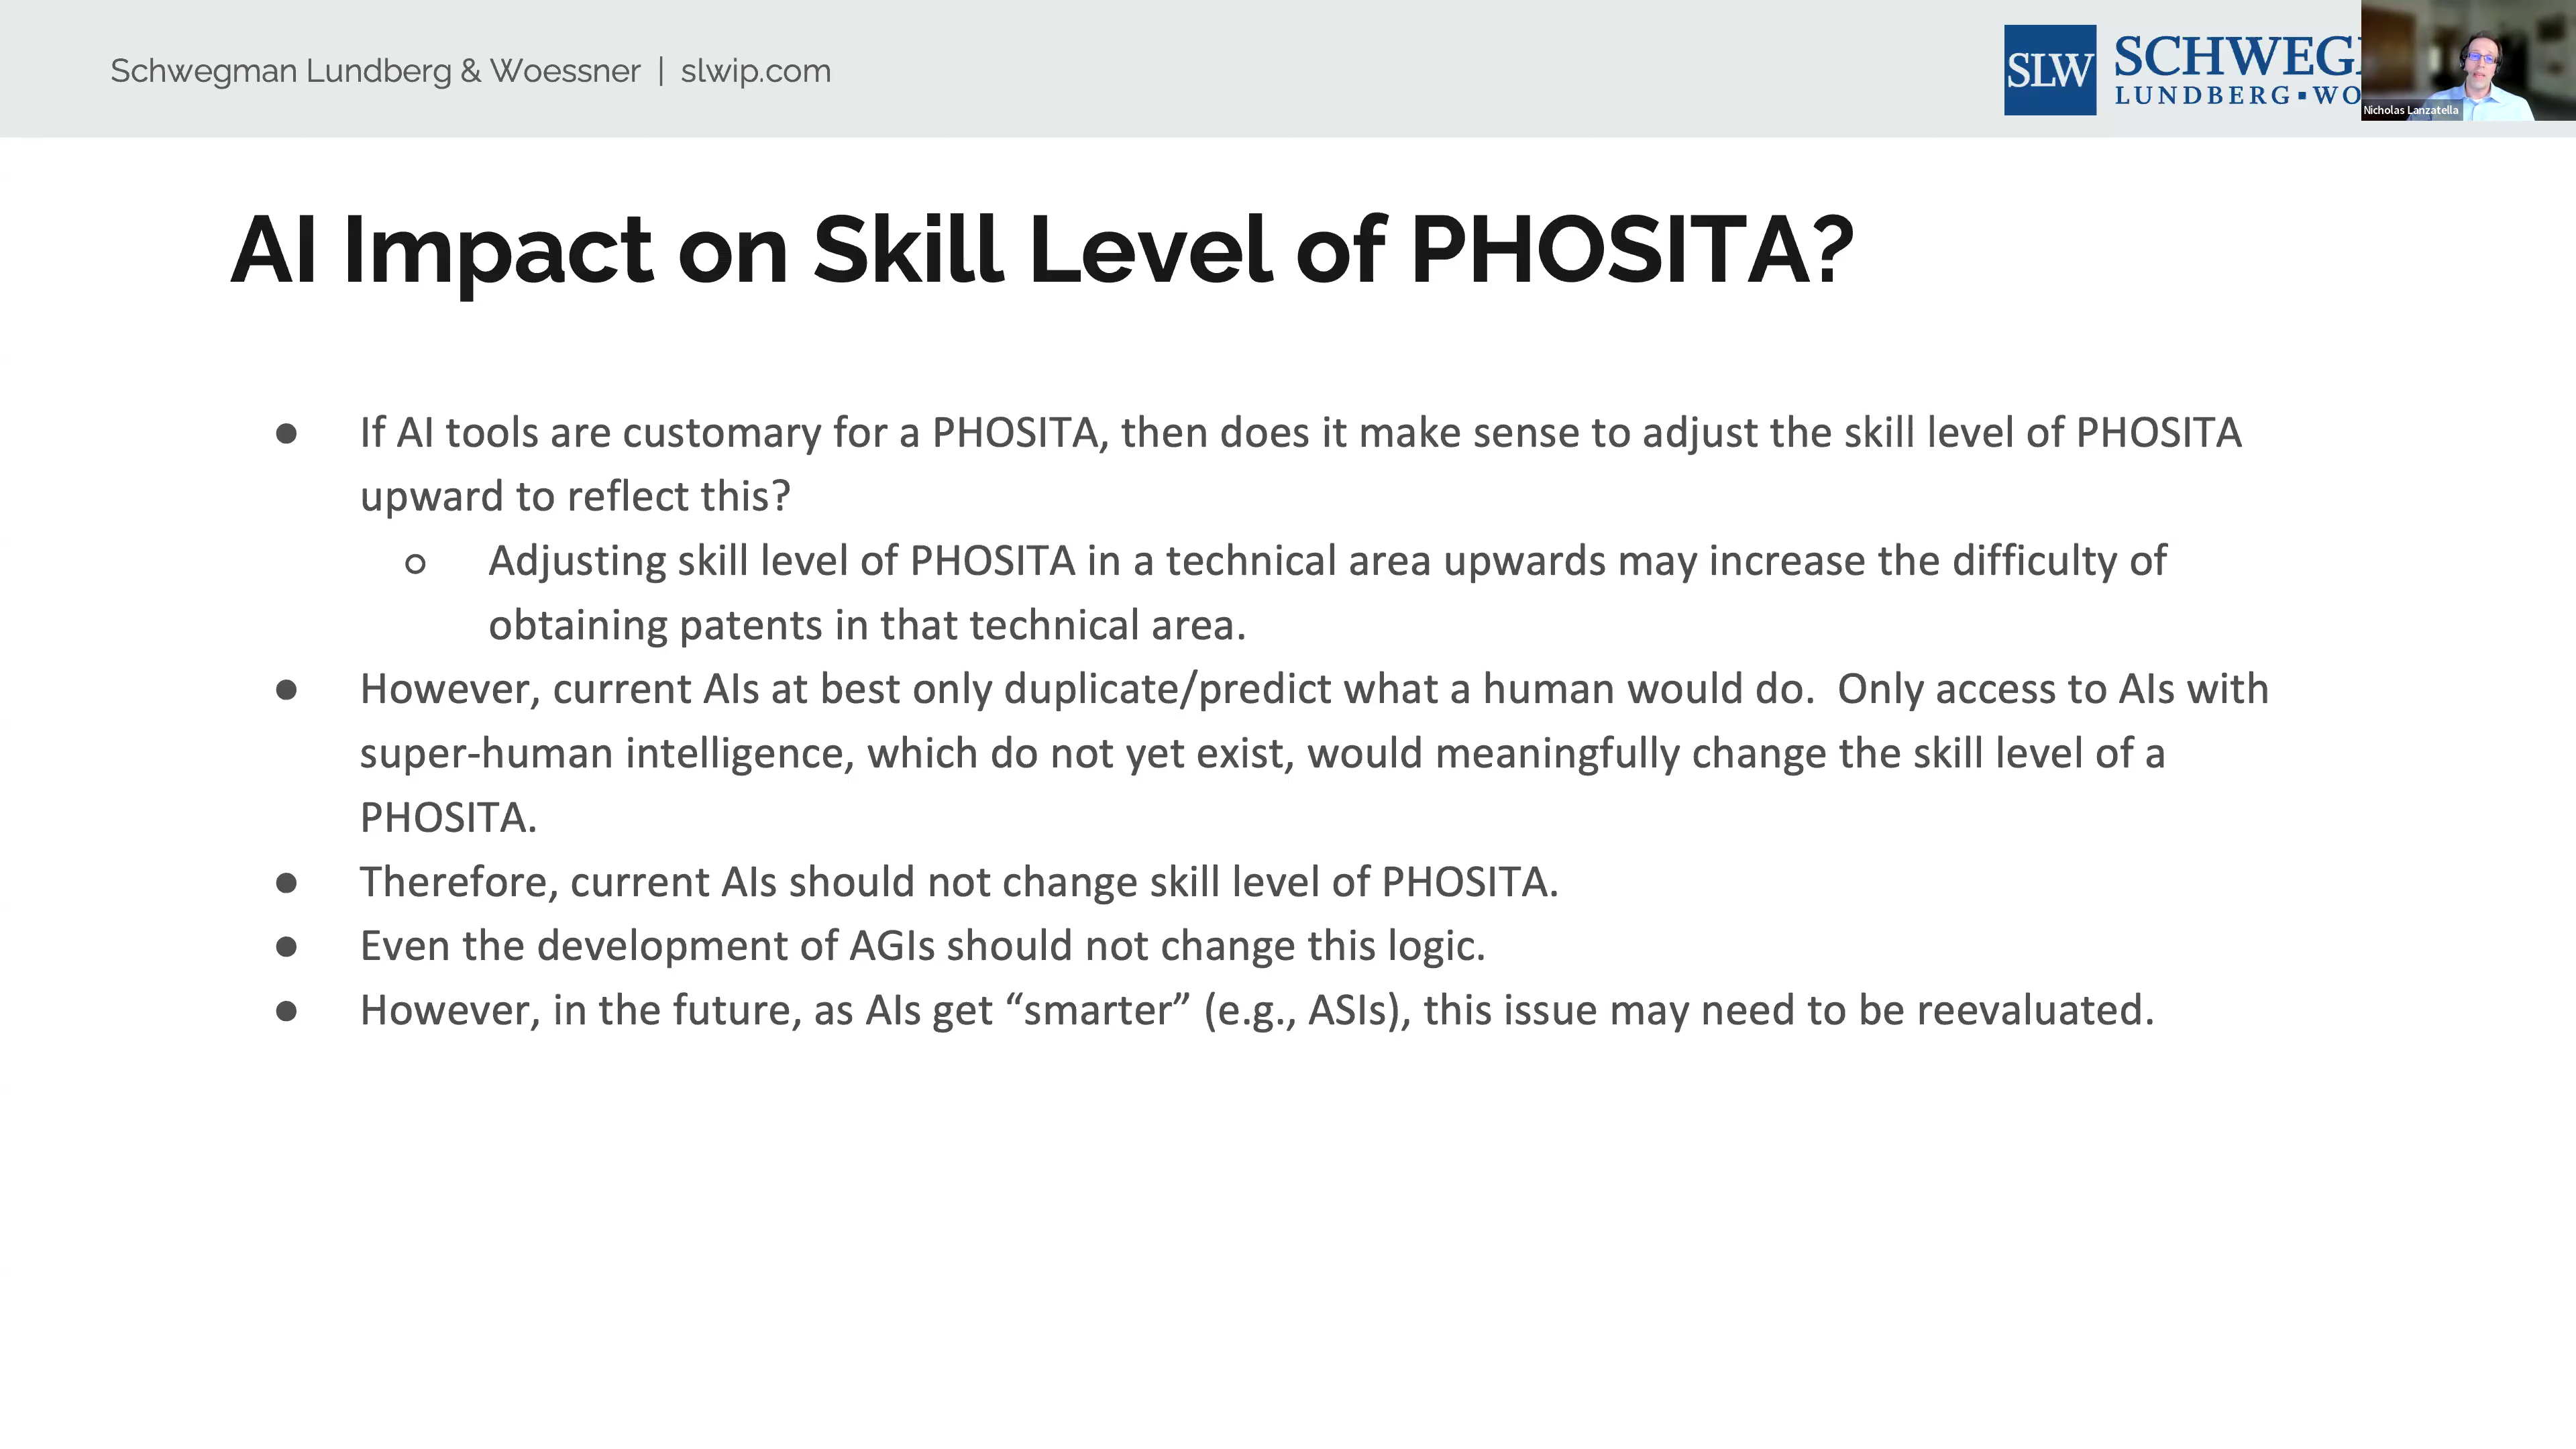 Schwegman Lundberg & Woessner | slwip.com
SLW
SCHWEG
LUNDBERG▪WO
Nicholas Lanzatella
AI Impact on Skill Level of PHOSITA?
● If AI tools are customary for a PHOSITA, then does it make sense to adjust the skill level of PHOSITA
upward to reflect this?
○ Adjusting skill level of PHOSITA in a technical area upwards may increase the difficulty of
obtaining patents in that technical area.
● However, current AIs at best only duplicate/predict what a human would do.  Only access to AIs with
super-human intelligence, which do not yet exist, would meaningfully change the skill level of a
PHOSITA.
● Therefore, current AIs should not change skill level of PHOSITA.
● Even the development of AGIs should not change this logic.
● However, in the future, as AIs get “smarter” (e.g., ASIs), this issue may need to be reevaluated.